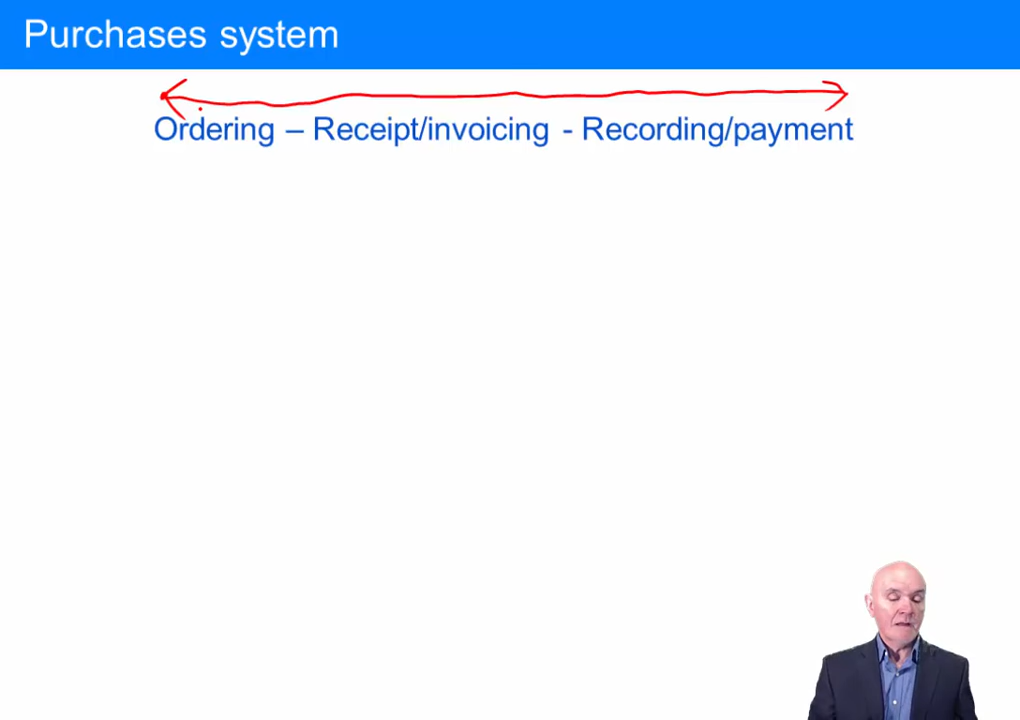 Purchases system
Ordering – Receipt/invoicing - Recording/payment